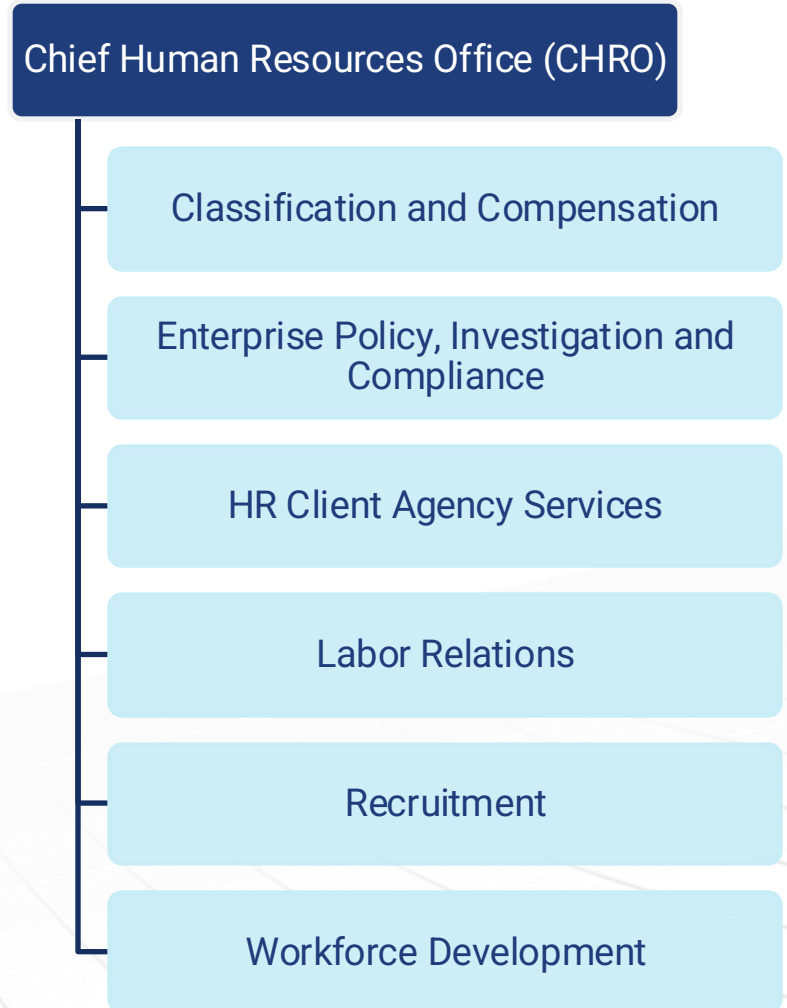 Chief Human Resources Office (CHRO)
Classification and Compensation
Enterprise Policy, Investigation and
Compliance
HR Client Agency Services
Labor Relations
Recruitment
Workforce Development